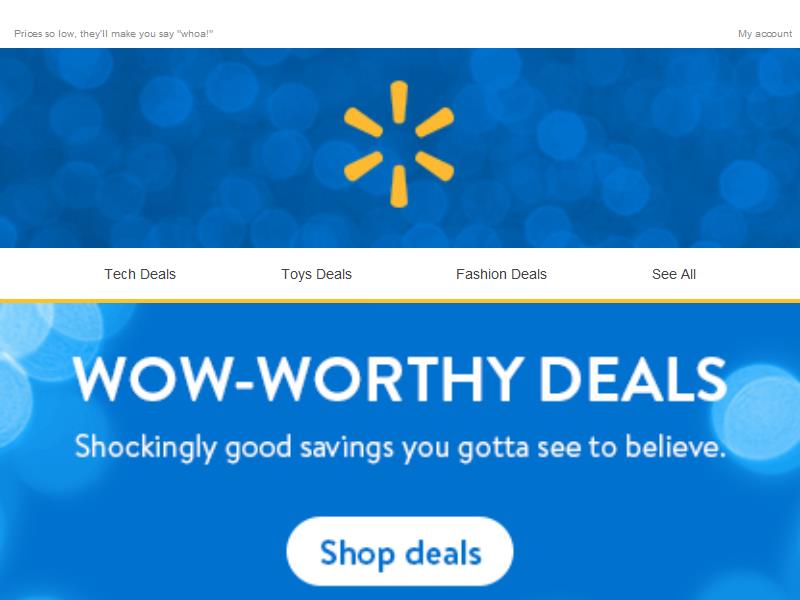 Prices so low, they'll make you say "whoa!"
My account
Tech Deals
Toys Deals
Fashion Deals
See All
WOW-WORTHY DEALS
Shockingly good savings you gotta see to believe.
Shop deals